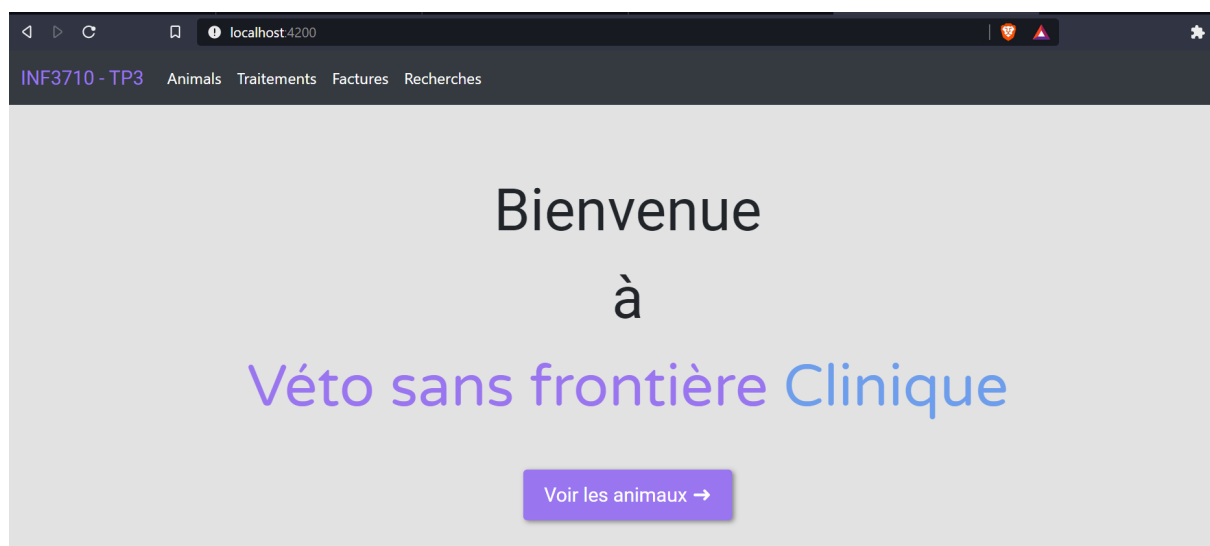 localhost:4200
INF3710 - TP3 Animals Traitements Factures Recherches
Bienvenue
à
Véto sans frontière Clinique
Voir les animaux ➔